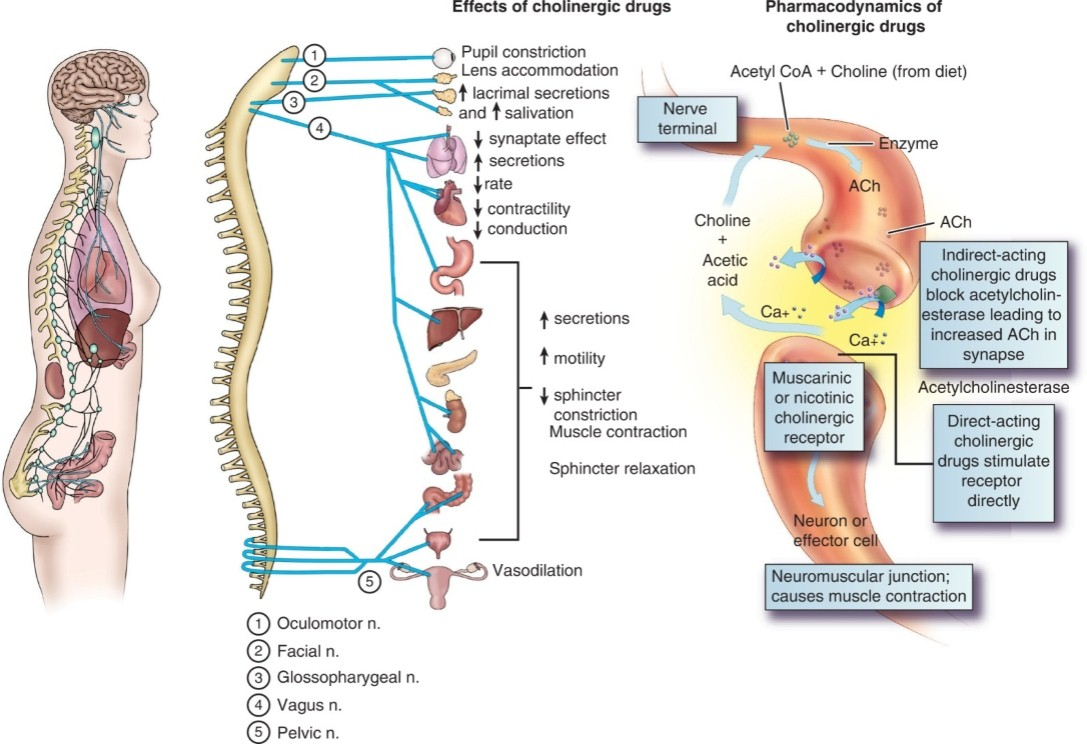 Effects of cholinergic drugs
1
2
3
4
Pupil constriction
Lens accommodation
↑ lacrimal secretions
and ↑ salivation
↓ synaptate effect
↑ secretions
↓ rate
↓ contractility
↓ conduction
↑ secretions
↑ motility
↓ sphincter
constriction
Muscle contraction
Sphincter relaxation
Vasodilation
5
1 Oculomotor n.
2 Facial n.
3 Glossopharygeal n.
4 Vagus n.
5 Pelvic n.
Pharmacodynamics of
cholinergic drugs
Acetyl CoA + Choline (from diet)
Nerve
terminal
Enzyme
ACh
ACh
Choline
+
Acetic
acid
Indirect-acting
cholinergic drugs
block acetylcholin-
esterase leading to
increased ACh in
synapse
Ca+
Ca+
Acetylcholinesterase
Muscarinic
or nicotinic
cholinergic
receptor
Direct-acting
cholinergic
drugs stimulate
receptor
directly
Neuron or
effector cell
Neuromuscular junction;
causes muscle contraction